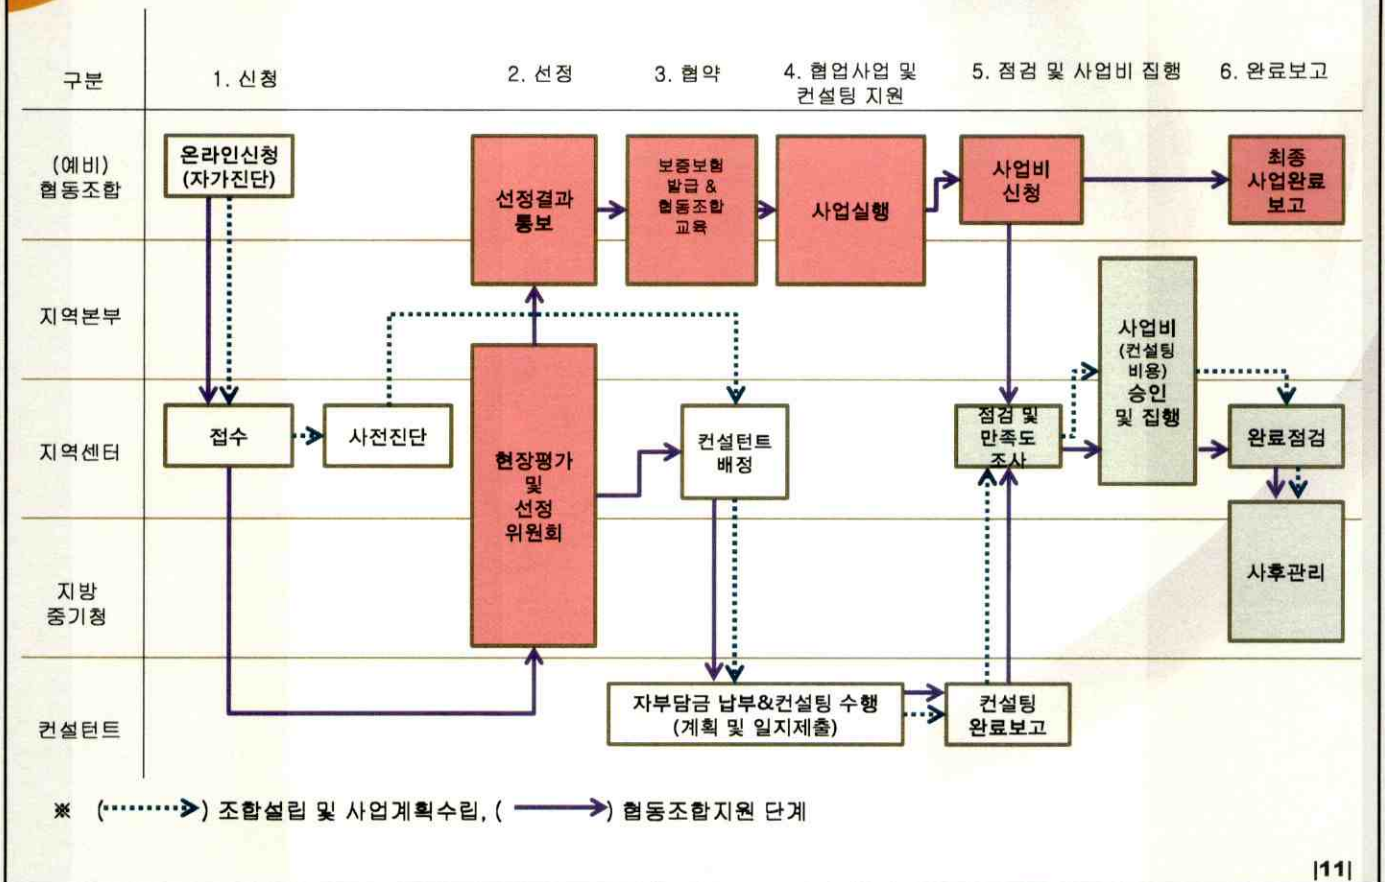 구분
1. 신청
2. 선정
3. 협약
4. 협업사업 및
컨설팅 지원
5. 점검 및 사업비 집행
6. 완료보고
(예비)
협동조합
온라인신청
(자가진단)
선정결과
통보
보증보험
발급 &
협동조합
교육
사업실행
사업비
신청
최종
사업완료
보고
지역본부
사업비
(컨설팅
비용)
승인
및 집행
지역센터
접수
사전진단
현장평가
및
선정
위원회
컨설턴트
배정
점검 및
만족도
조사
완료점검
지방
중기청
사후관리
컨설턴트
자부담금 납부&컨설팅 수행
(계획 및 일지제출)
컨설팅
완료보고
※ ( ) 조합설립 및 사업계획수립, ( ) 협동조합지원 단계
|11|